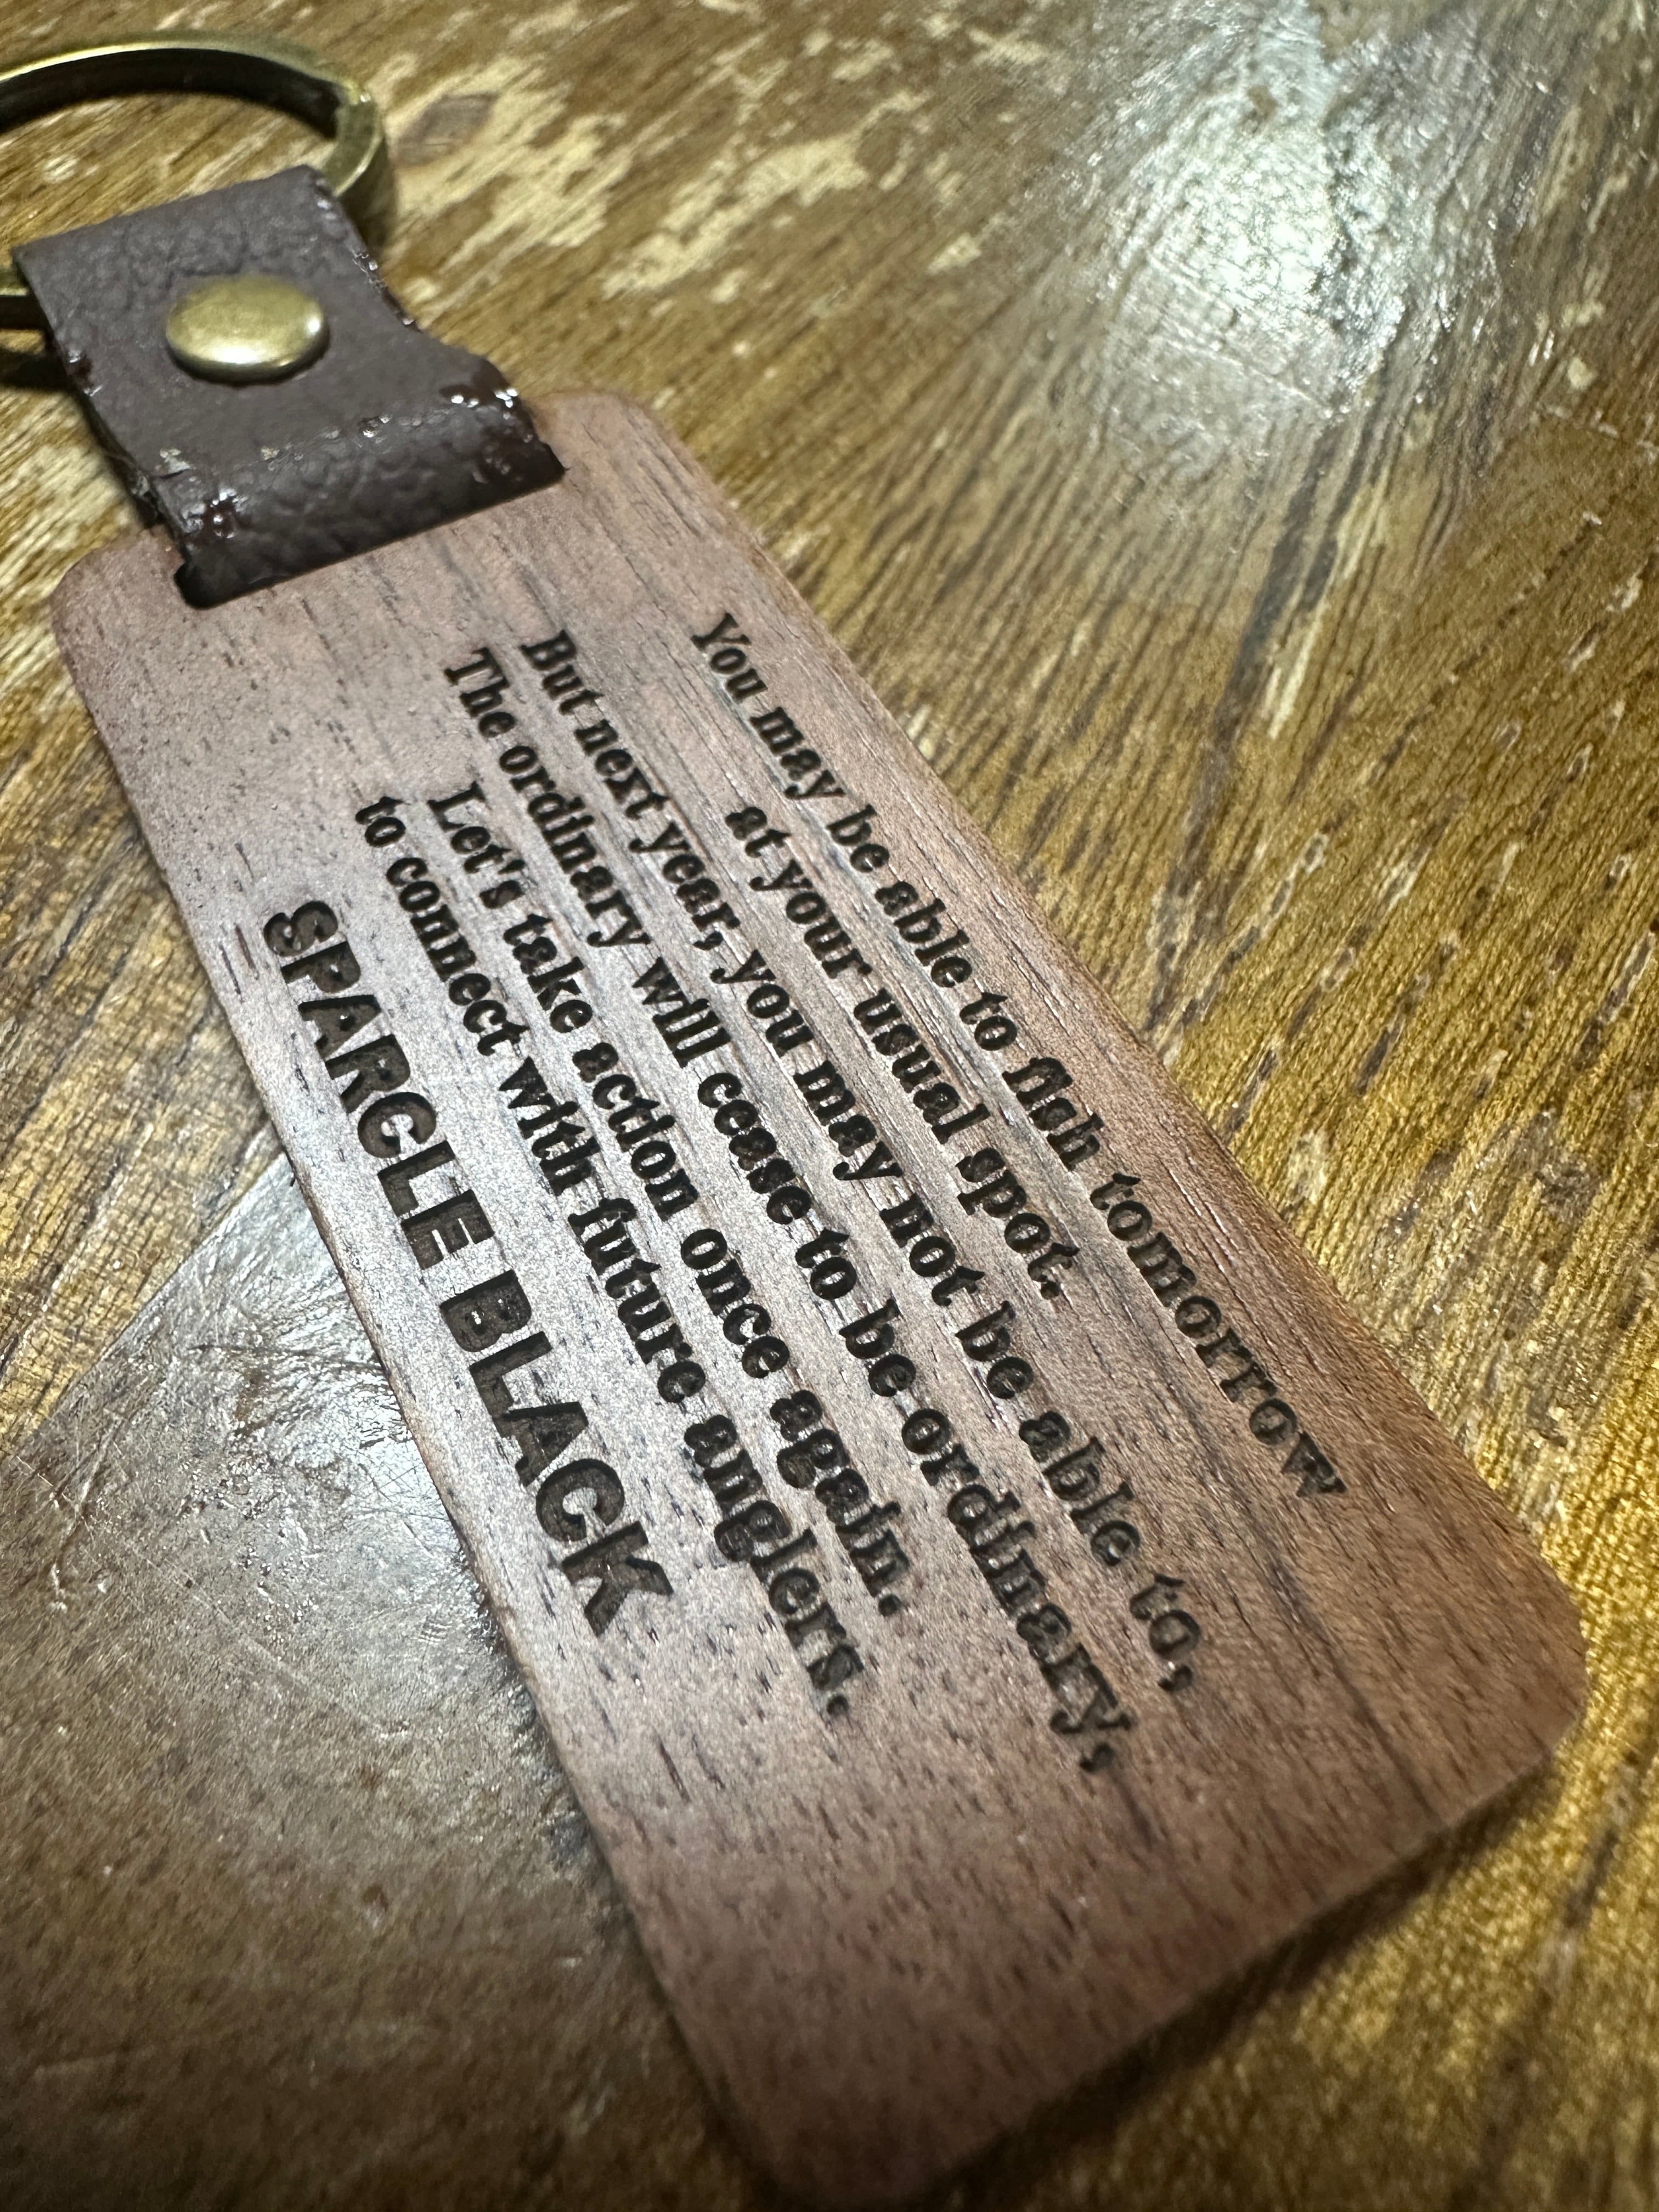 You may be able to fish tomorrow
at your usual spot.
But next year, you may not be able to,
The ordinary will cease to be ordinary,
Let's take action once again.
to connect with future anglers.
SPARCLE BLACK